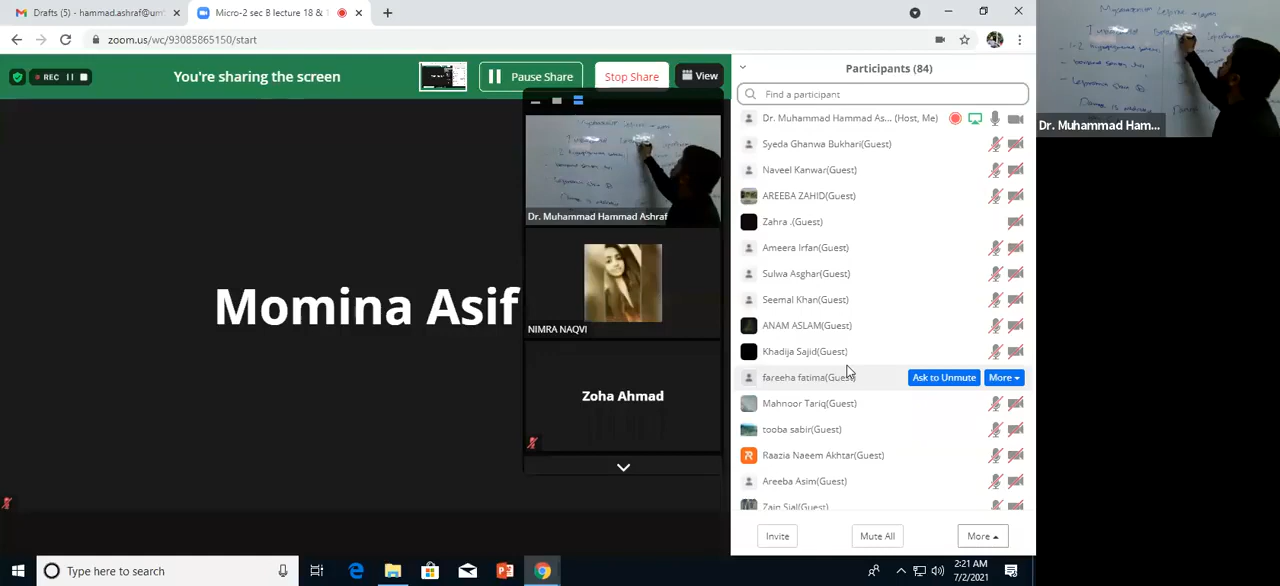 Drafts (5) - hammad.ashraf@um
Micro-2 sec B lecture 18 &
zoom.us/wc/93085865150/start
REC
You're sharing the screen
Pause Share
Stop Share
View
Momina Asif
Dr. Muhammad Hammad Ashraf
NIMRA NAQVI
Zoha Ahmad
Participants (84)
Find a participant
Dr. Muhammad Hammad As... (Host, Me)
Syeda Ghanwa Bukhari(Guest)
Naveel Kanwar(Guest)
AREEBA ZAHID(Guest)
Zahra .(Guest)
Ameera Irfan(Guest)
Sulwa Asghar(Guest)
Seemal Khan(Guest)
ANAM ASLAM(Guest)
Khadija Sajid(Guest)
fareeha fatima(Guest)
Ask to Unmute
More
Mahnoor Tariq(Guest)
tooba sabir(Guest)
Raazia Naeem Akhtar(Guest)
Areeba Asim(Guest)
Zain Sial(Guest)
Invite
Mute All
More
Dr. Muhammad Ham...
Type here to search
2:21 AM
7/2/2021